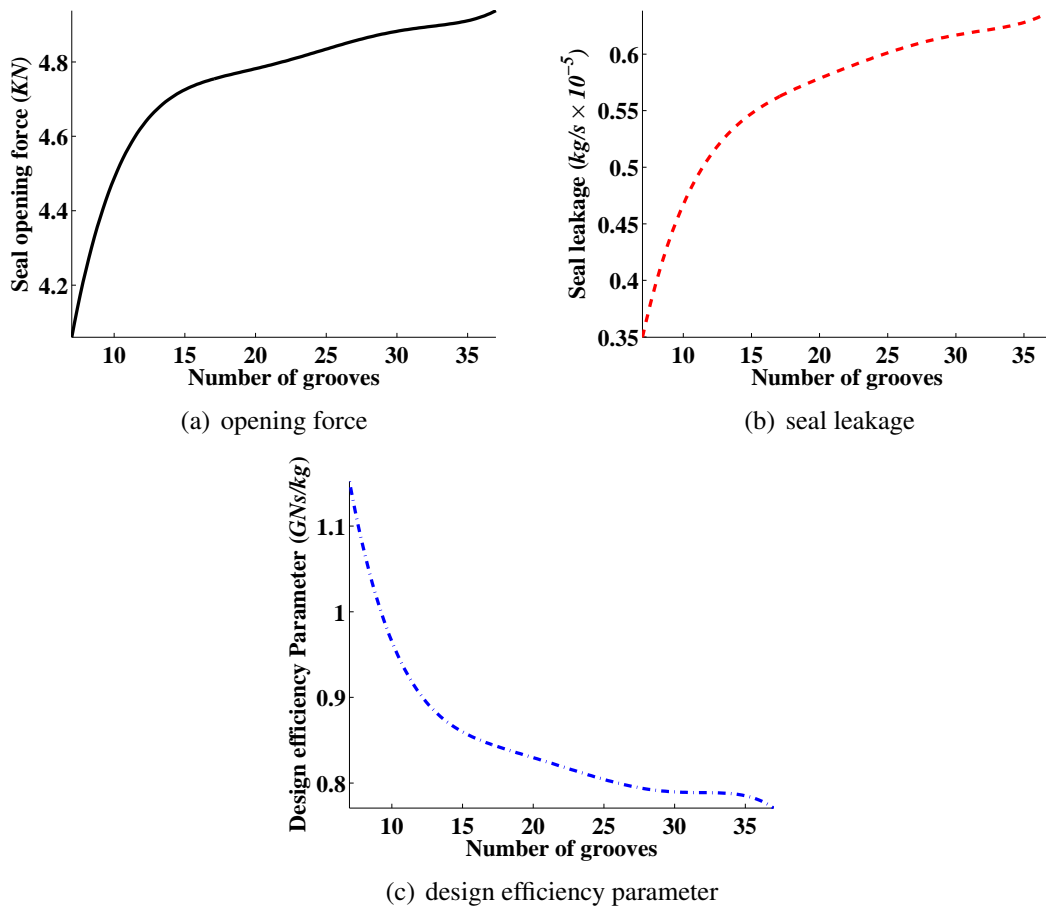 Seal opening force (KN)
4.8
4.6
4.4
4.2
10 15 20 25 30 35
Number of grooves
(a) opening force
Seal leakage (kg/s × 10⁻⁵)
0.6
0.55
0.5
0.45
0.4
0.35
10 15 20 25 30 35
Number of grooves
(b) seal leakage
Design efficiency Parameter (GNs/kg)
1.1
1
0.9
0.8
10 15 20 25 30 35
Number of grooves
(c) design efficiency parameter